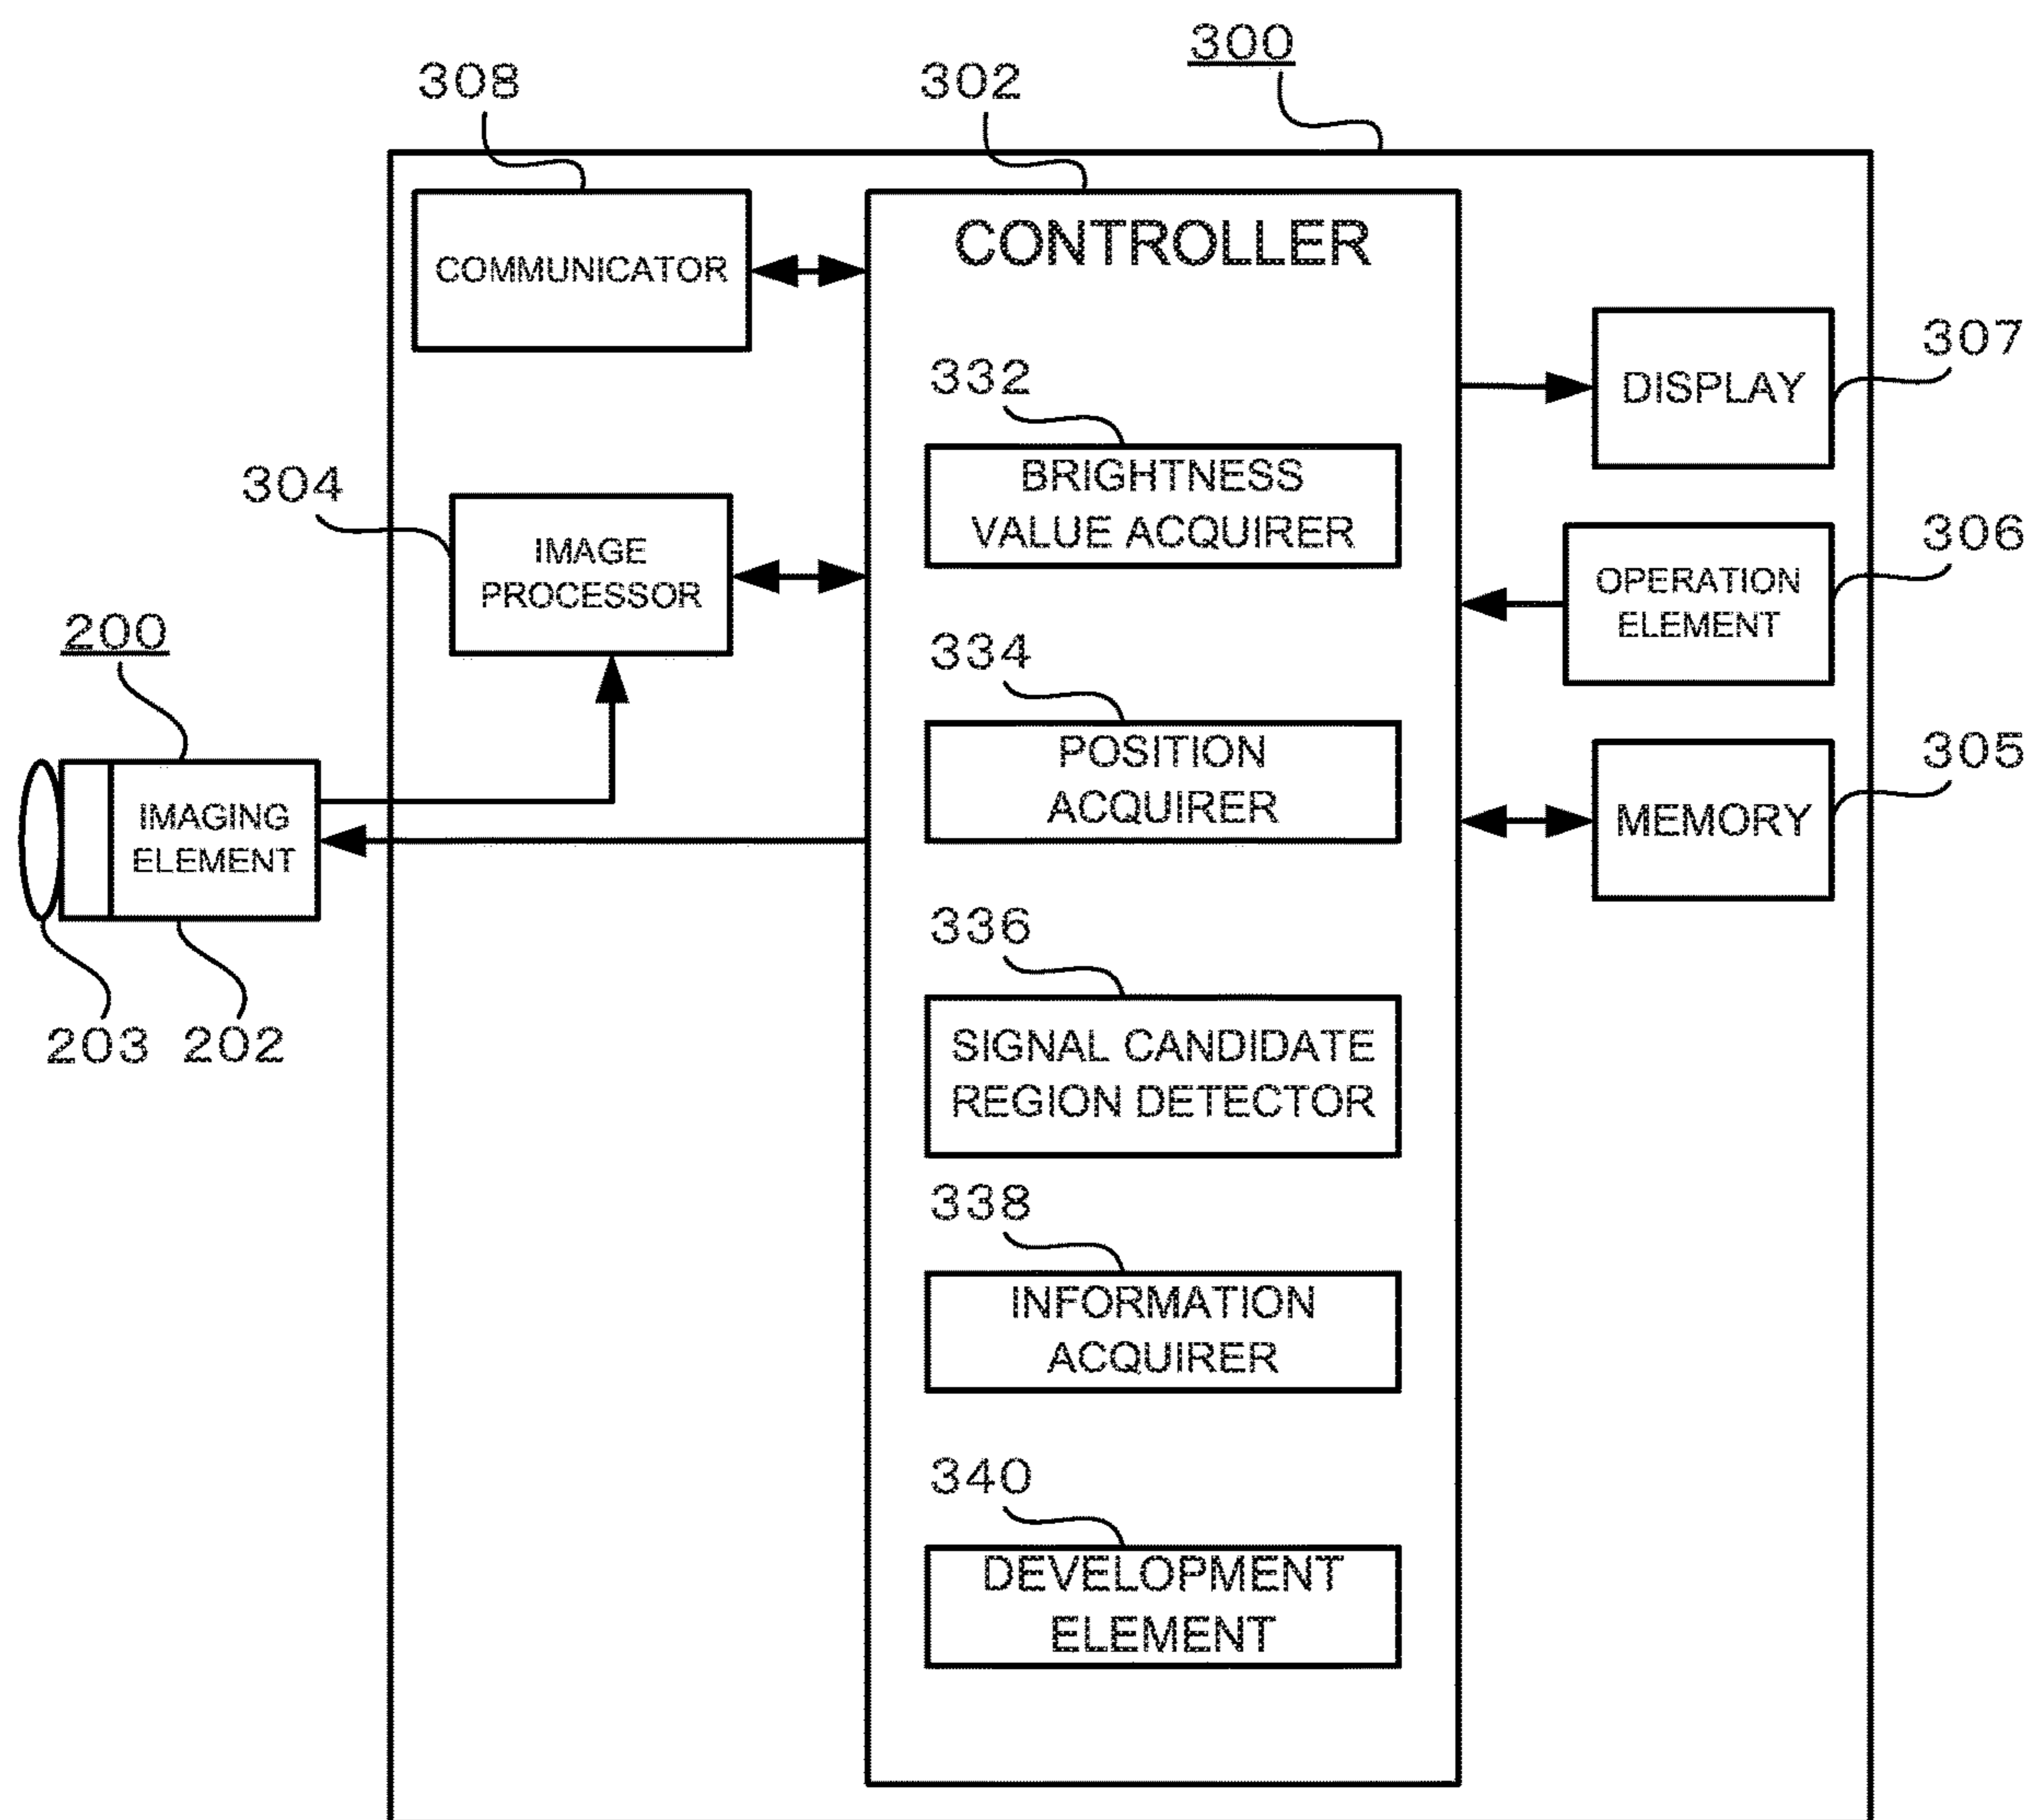 300
308
302
CONTROLLER
COMMUNICATOR
307
DISPLAY
332
BRIGHTNESS
VALUE ACQUIRER
304
IMAGE
PROCESSOR
306
OPERATION
ELEMENT
200
334
POSITION
ACQUIRER
305
MEMORY
IMAGING
ELEMENT
336
203
202
SIGNAL CANDIDATE
REGION DETECTOR
338
INFORMATION
ACQUIRER
340
DEVELOPMENT
ELEMENT